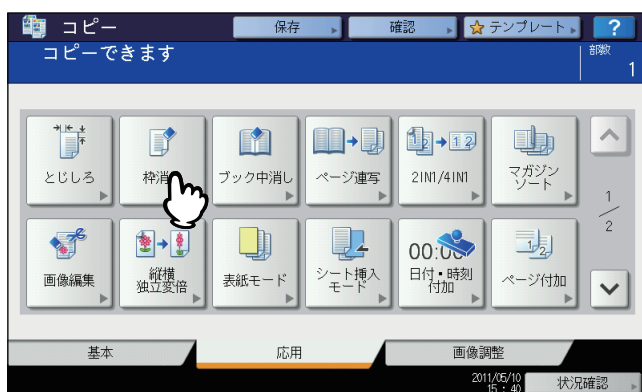 コピー
保存
確認
テンプレート
?
コピーできます
部数
1
とじしろ
枠消
ブック中消し
ページ連写
2IN1/4IN1
マガジン
ソート
画像編集
縦横
独立変倍
表紙モード
シート挿入
モード
00:00
日付・時刻
付加
ページ付加
1
2
基本
応用
画像調整
2011/05/10
15:40
状況確認